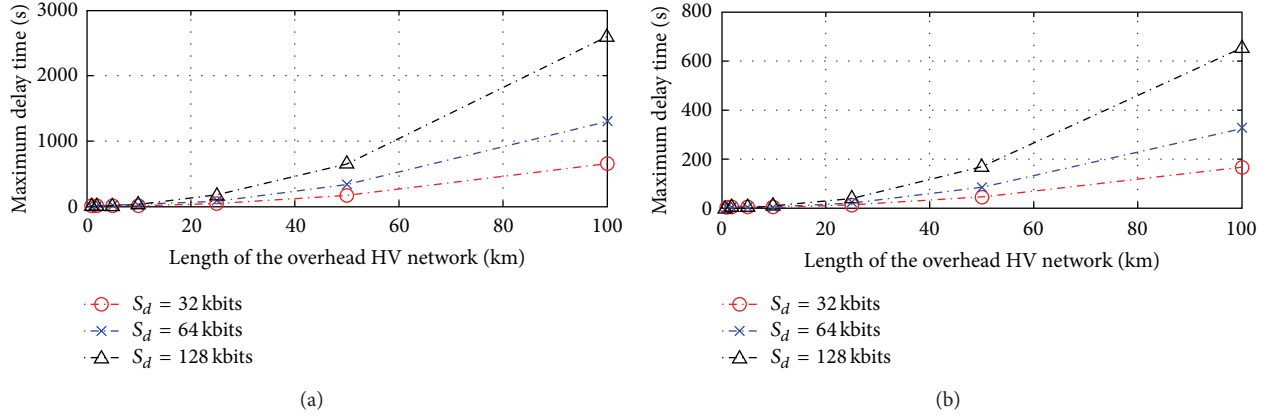 Maximum delay time (s)
3000
2000
1000
0
0
20
40
60
80
100
Length of the overhead HV network (km)
S_d = 32 kbits
S_d = 64 kbits
S_d = 128 kbits
(a)
Maximum delay time (s)
800
600
400
200
0
0
20
40
60
80
100
Length of the overhead HV network (km)
S_d = 32 kbits
S_d = 64 kbits
S_d = 128 kbits
(b)